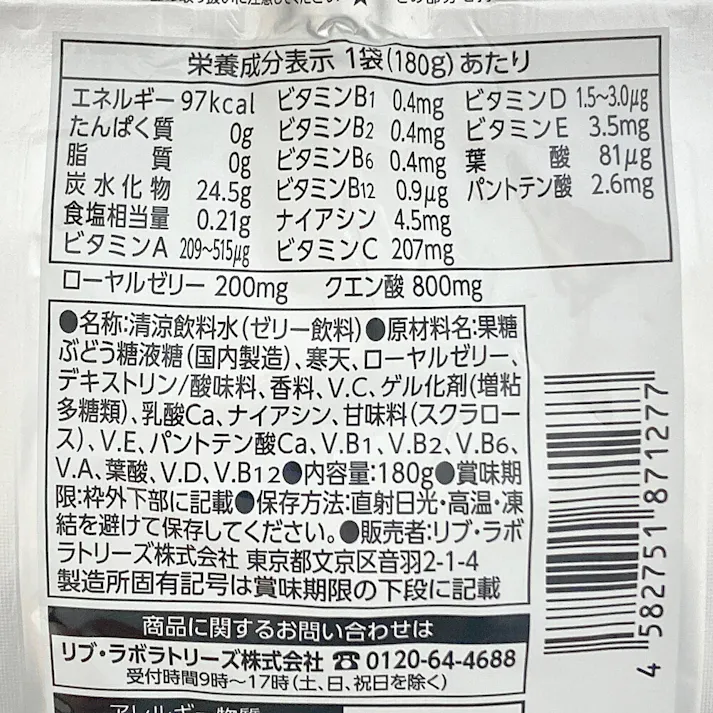 栄養成分表示 1袋(180g)あたり
エネルギー 97kcal ビタミンB1 0.4mg ビタミンD 1.5~3.0μg
たんぱく質 0g ビタミンB2 0.4mg ビタミンE 3.5mg
脂質 0g ビタミンB6 0.4mg 葉酸 81μg
炭水化物 24.5g ビタミンB12 0.9μg パントテン酸 2.6mg
食塩相当量 0.21g ナイアシン 4.5mg
ビタミンA 209~515μg ビタミンC 207mg
ローヤルゼリー 200mg クエン酸 800mg
●名称:清涼飲料水(ゼリー飲料)●原材料名:果糖
ぶどう糖液糖(国内製造)、寒天、ローヤルゼリー、
デキストリン/酸味料、香料、V.C、ゲル化剤(増粘
多糖類)、乳酸Ca、ナイアシン、甘味料(スクラロー
ス)、V.E、パントテン酸Ca、V.B1、V.B2、V.B6、
V.A、葉酸、V.D、V.B12●内容量:180g●賞味期
限:枠外下部に記載●保存方法:直射日光・高温・凍
結を避けて保存してください。●販売者:リブ・ラボ
ラトリーズ株式会社 東京都文京区音羽2-1-4
製造所固有記号は賞味期限の下段に記載
4 582751 871277
商品に関するお問い合わせは
リブ・ラボラトリーズ株式会社 ☎ 0120-64-4688
受付時間9時~17時(土、日、祝日を除く)